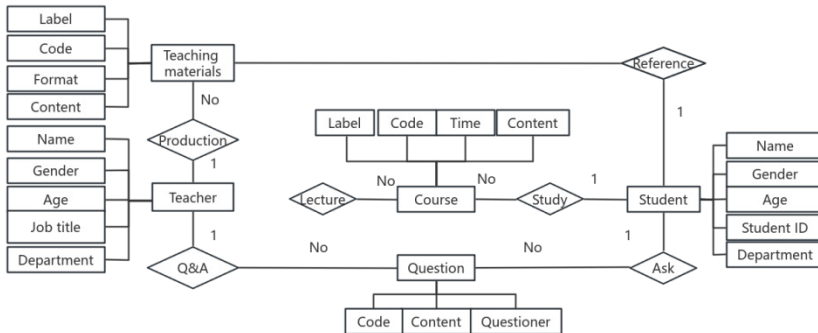 Label
Code
Format
Content
Teaching
materials
Reference
No
Production
1
1
Name
Gender
Age
Job title
Department
Teacher
1
Label
Code
Time
Content
Lecture
No
Course
No
Study
1
Student
Name
Gender
Age
Student ID
Department
Q&A
No
Question
No
1
Ask
Code
Content
Questioner